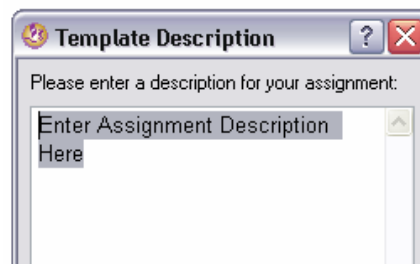 Template Description
Please enter a description for your assignment:
Enter Assignment Description
Here